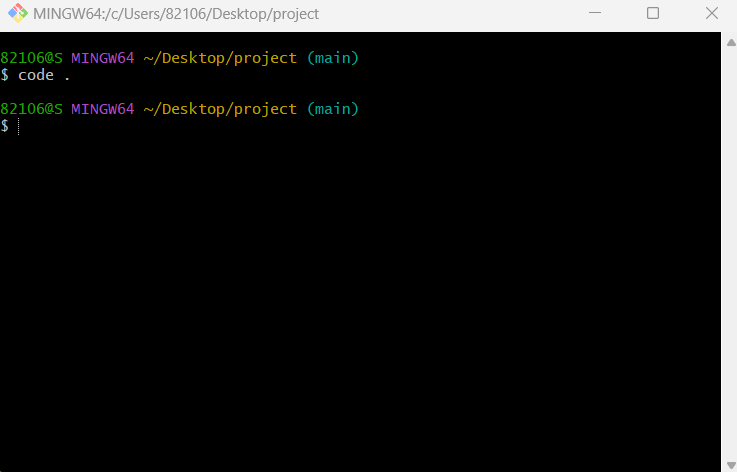 MINGW64:/c/Users/82106/Desktop/project
82106@S MINGW64 ~/Desktop/project (main)
$ code .
82106@S MINGW64 ~/Desktop/project (main)
$